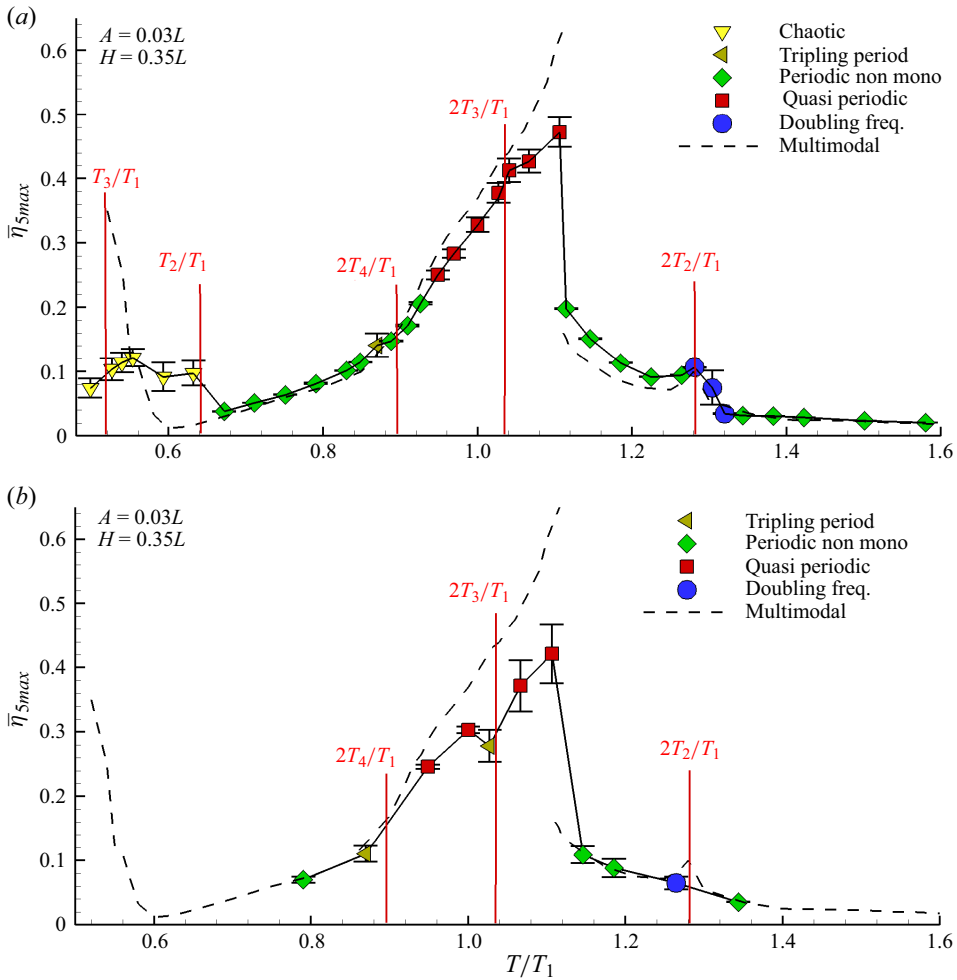 (a)
A = 0.03L
H = 0.35L
Chaotic
Tripling period
Periodic non mono
Quasi periodic
Doubling freq.
Multimodal
T3/T1
T2/T1
2T4/T1
2T3/T1
2T2/T1
η̅5max
0.6
0.5
0.4
0.3
0.2
0.1
0
0.6
0.8
1.0
1.2
1.4
1.6
(b)
A = 0.03L
H = 0.35L
Tripling period
Periodic non mono
Quasi periodic
Doubling freq.
Multimodal
2T4/T1
2T3/T1
2T2/T1
η̅5max
0.6
0.5
0.4
0.3
0.2
0.1
0
0.6
0.8
1.0
1.2
1.4
1.6
T/T1